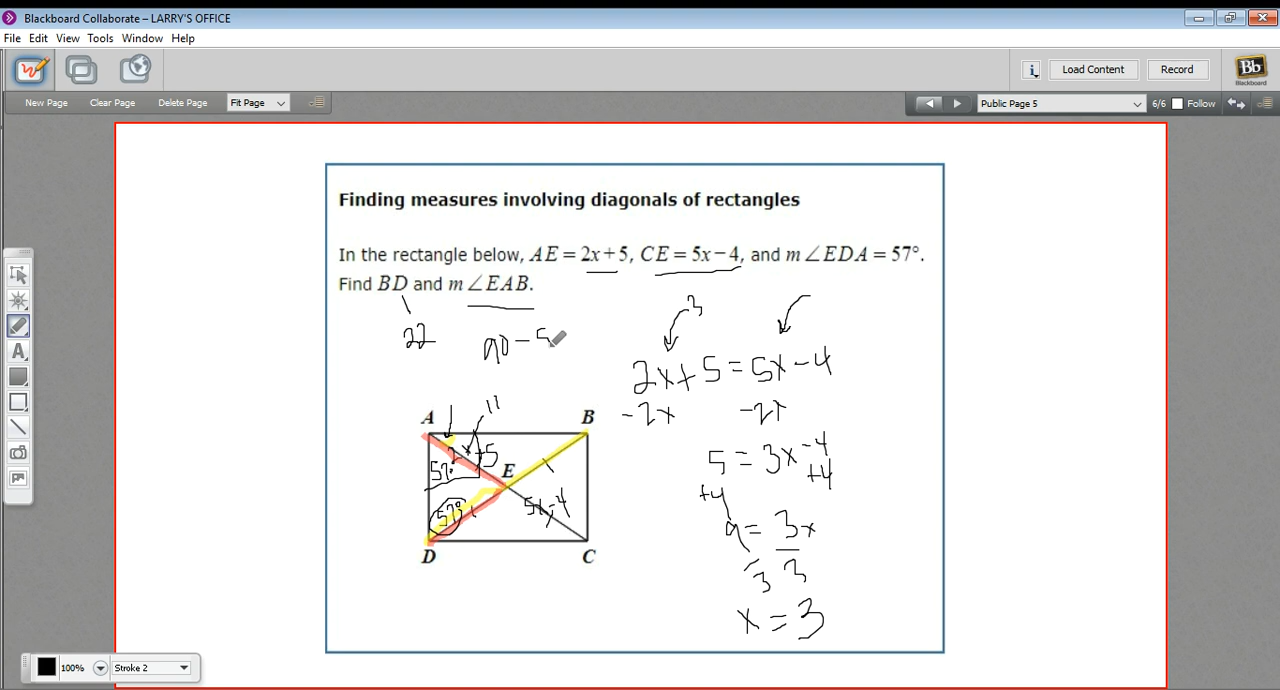 Blackboard Collaborate – LARRY'S OFFICE
File Edit View Tools Window Help
Load Content Record Bb Blackboard
New Page Clear Page Delete Page Fit Page Public Page 5 6/6 Follow
Finding measures involving diagonals of rectangles
In the rectangle below, AE = 2x+5, CE = 5x−4, and m∠EDA = 57°.
Find BD and m∠EAB.
3
22 90 − 5
2x+5 = 5x−4
-2x -2x
11
A B
2x+5
5 = 3x −4
57°
E
+4 +4
57° 5x−4
9 = 3x
D C
3 3
x = 3
100% Stroke 2